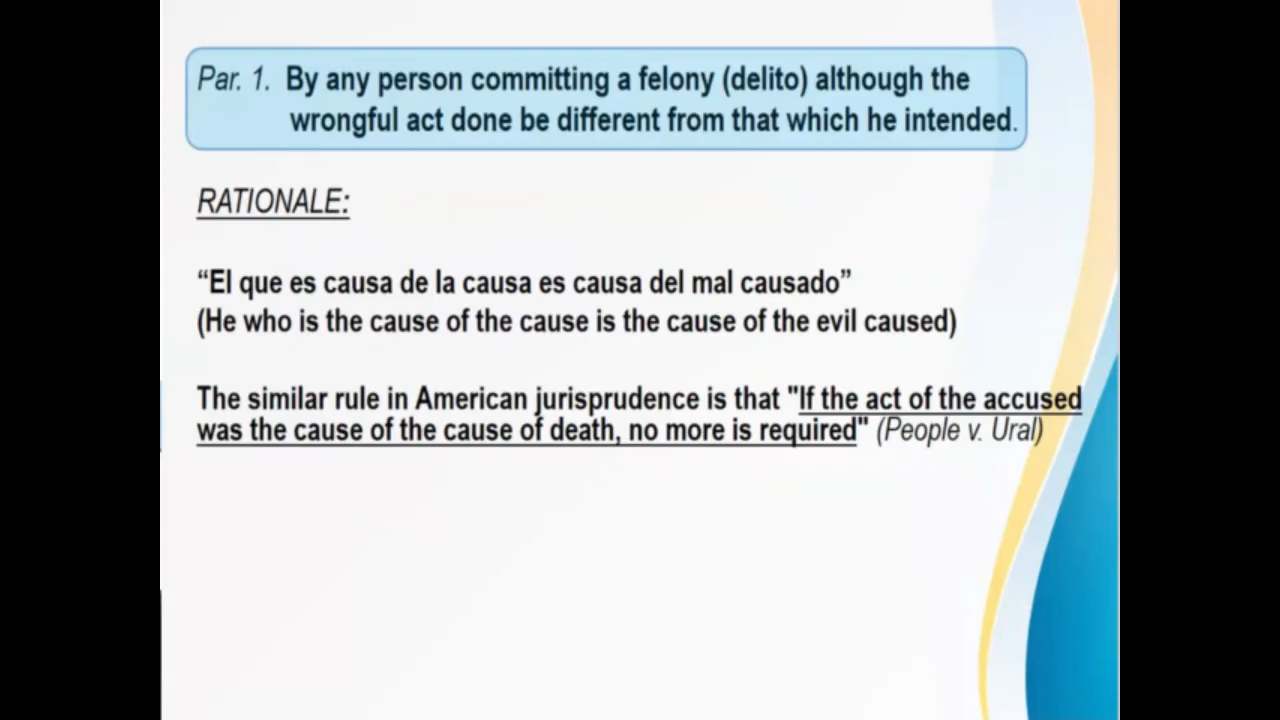 Par. 1. By any person committing a felony (delito) although the
wrongful act done be different from that which he intended.
RATIONALE:
“El que es causa de la causa es causa del mal causado”
(He who is the cause of the cause is the cause of the evil caused)
The similar rule in American jurisprudence is that "If the act of the accused
was the cause of the cause of death, no more is required" (People v. Ural)